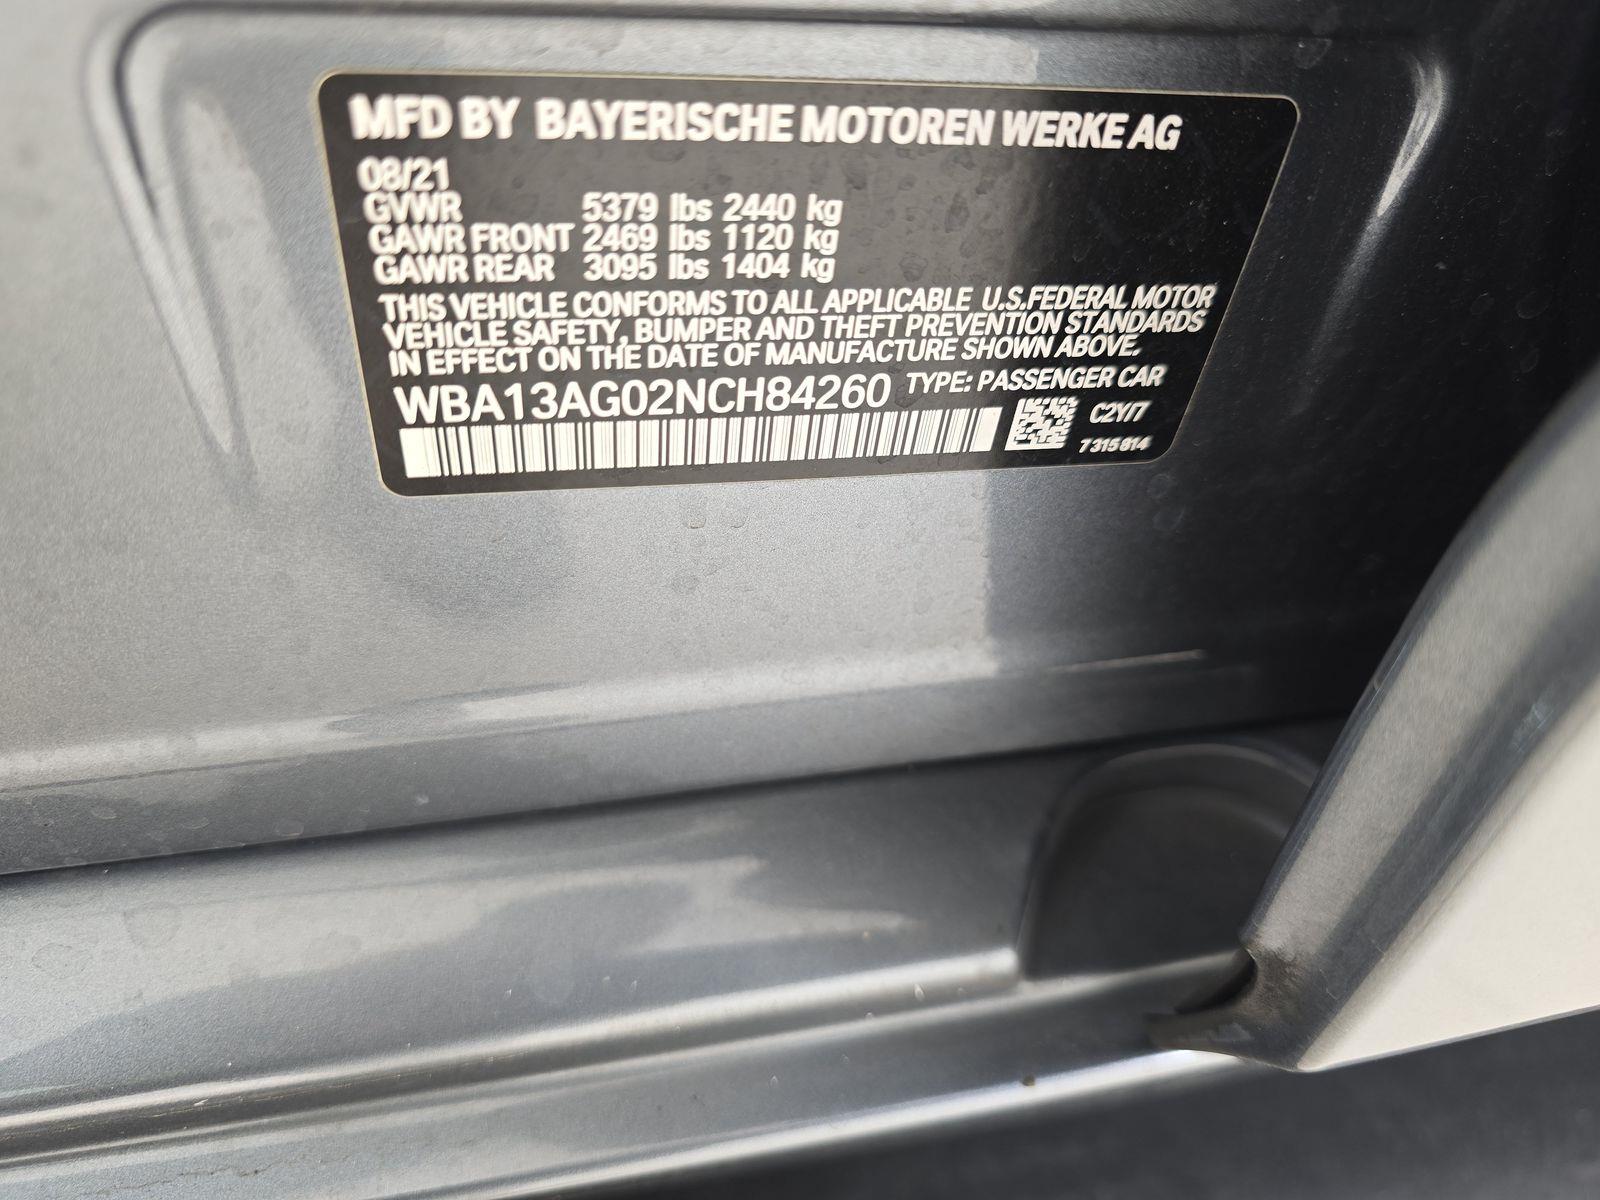 MFD BY BAYERISCHE MOTOREN WERKE AG
08/21
GVWR 5379 lbs 2440 kg
GAWR FRONT 2469 lbs 1120 kg
GAWR REAR 3095 lbs 1404 kg
THIS VEHICLE CONFORMS TO ALL APPLICABLE U.S.FEDERAL MOTOR
VEHICLE SAFETY, BUMPER AND THEFT PREVENTION STANDARDS
IN EFFECT ON THE DATE OF MANUFACTURE SHOWN ABOVE.
WBA13AG02NCH84260 TYPE: PASSENGER CAR
C2Y/7
7315814